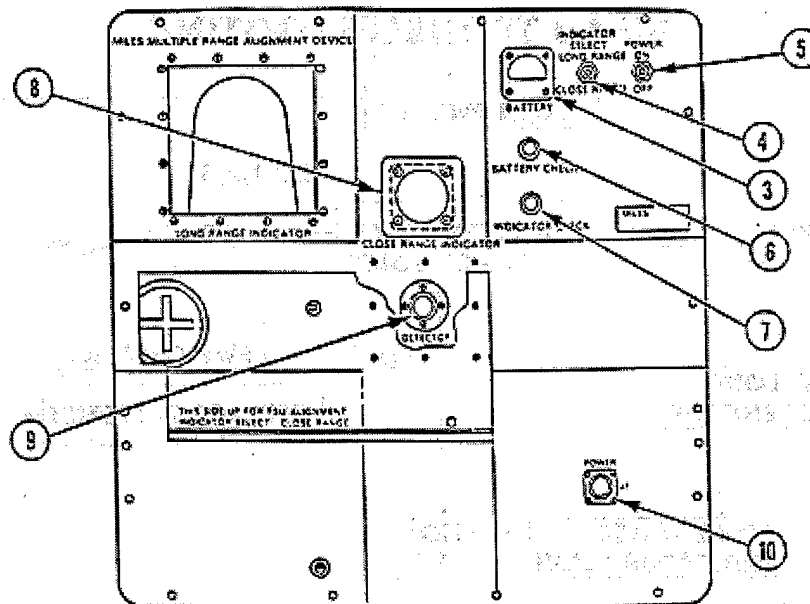 MILES MULTIPLE RANGE ALIGNMENT DEVICE
INDICATOR
SELECT
LONG RANGE
POWER
ON
5
8
CLOSE RANGE
OFF
BATTERY
4
3
BATTERY CHECK
MILES
LONG RANGE INDICATOR
INDICATOR CHECK
CLOSE RANGE INDICATOR
6
7
DETECTOR
THIS SIDE UP FOR ESU ALIGNMENT
INDICATOR SELECT CLOSE RANGE
9
POWER
J1
10